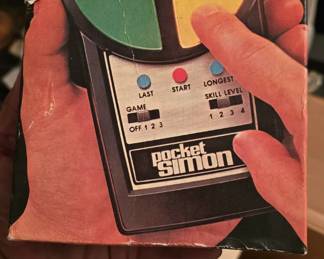 LAST START LONGEST
GAME SKILL LEVEL
OFF 1 2 3 1 2 3 4
pocket
simon